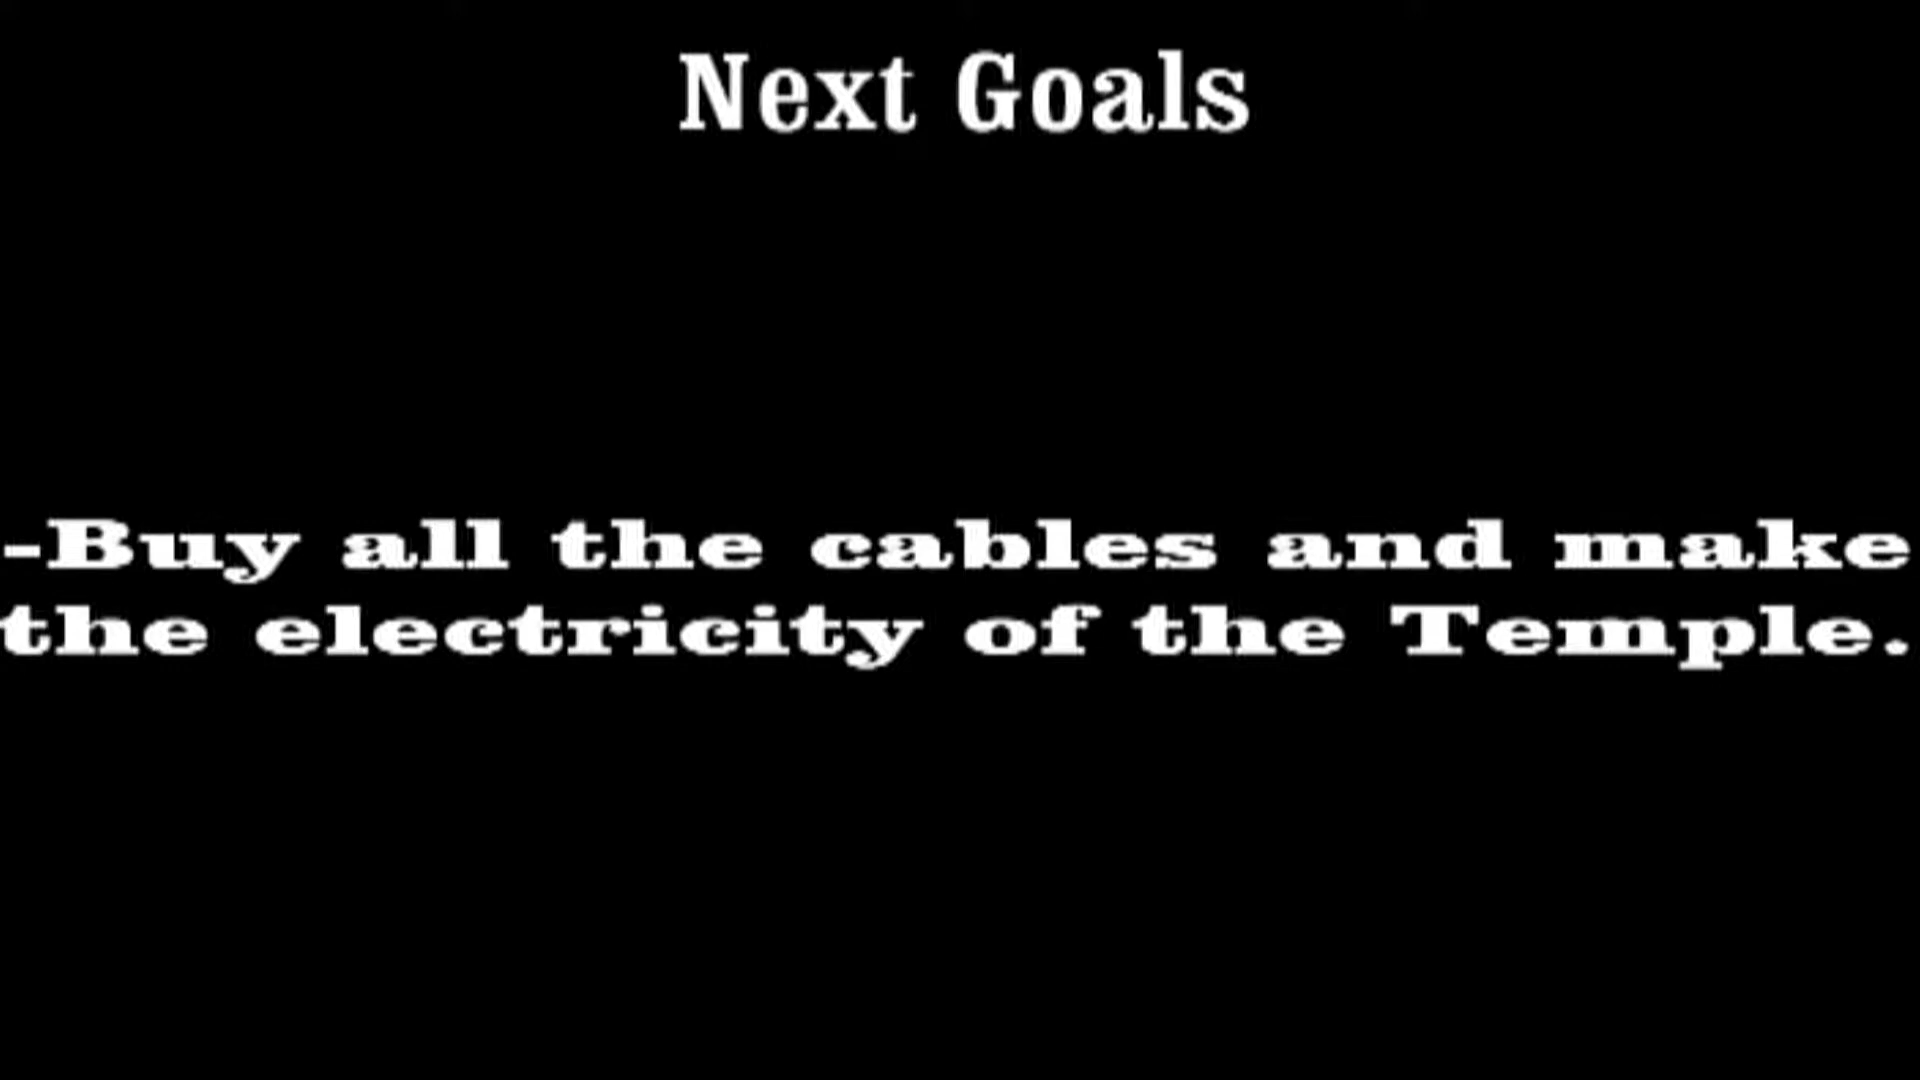 Next Goals
-Buy all the cables and make
the electricity of the Temple.